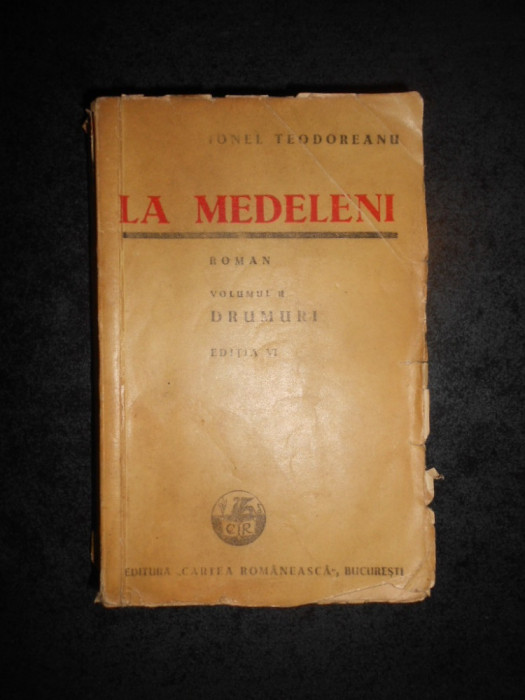 IONEL TEODOREANU
LA MEDELENI
ROMAN
VOLUMUL II
DRUMURI
EDIȚIA VI
CR
EDITURA „CARTEA ROMÂNEASCĂ", BUCUREȘTI